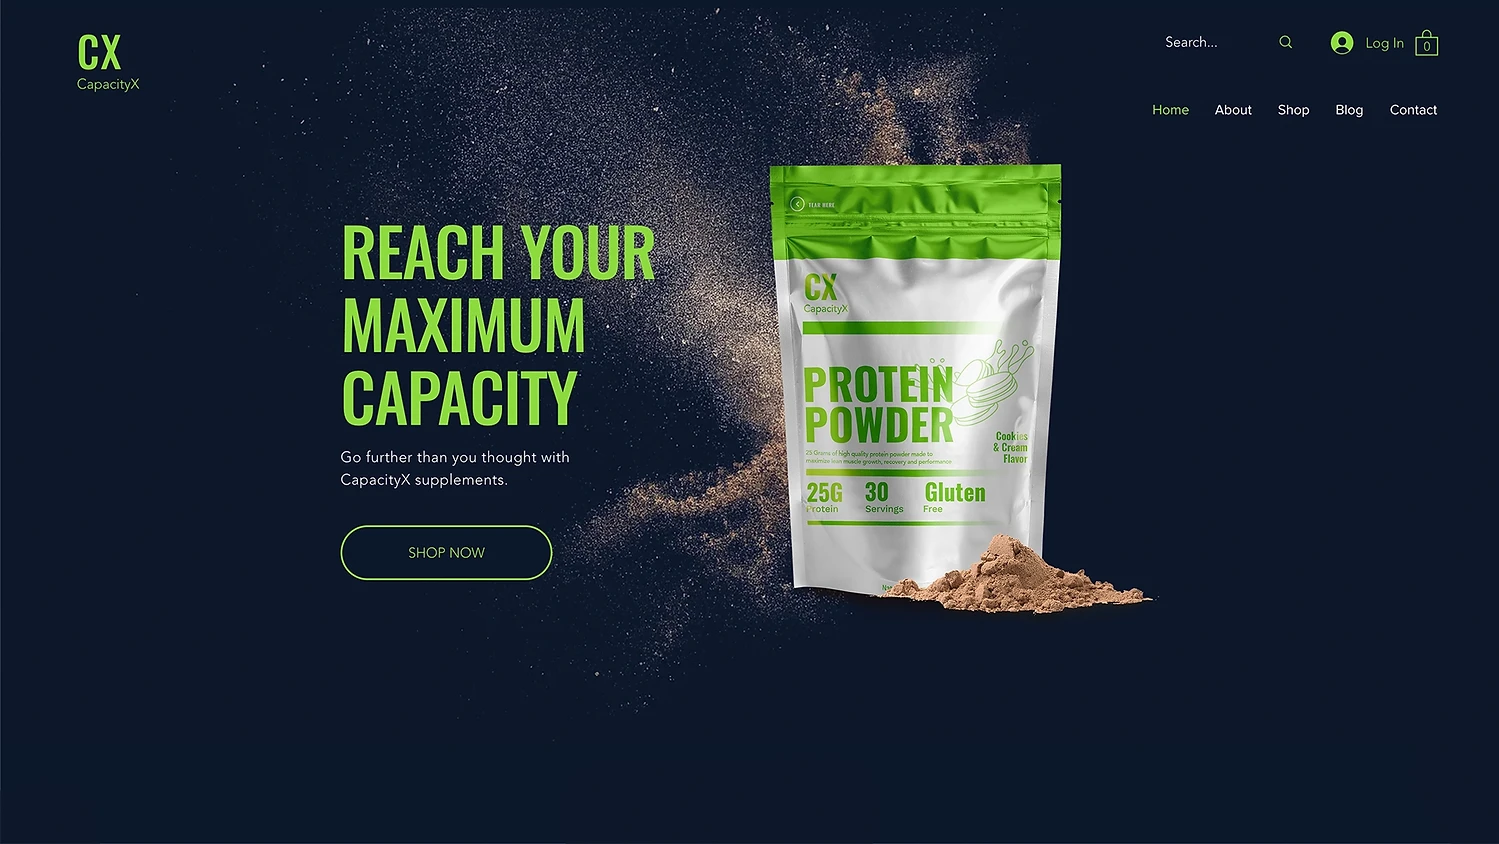 CX
CapacityX
Search...
Log In
0
Home
About
Shop
Blog
Contact
REACH YOUR
MAXIMUM
CAPACITY
Go further than you thought with
CapacityX supplements.
SHOP NOW
TEAR HERE
CX
CapacityX
PROTEIN
POWDER
Cookies
& Cream
Flavor
25 Grams of high quality protein powder made to
maximize lean muscle growth, recovery and performance
25G
Protein
30
Servings
Gluten
Free